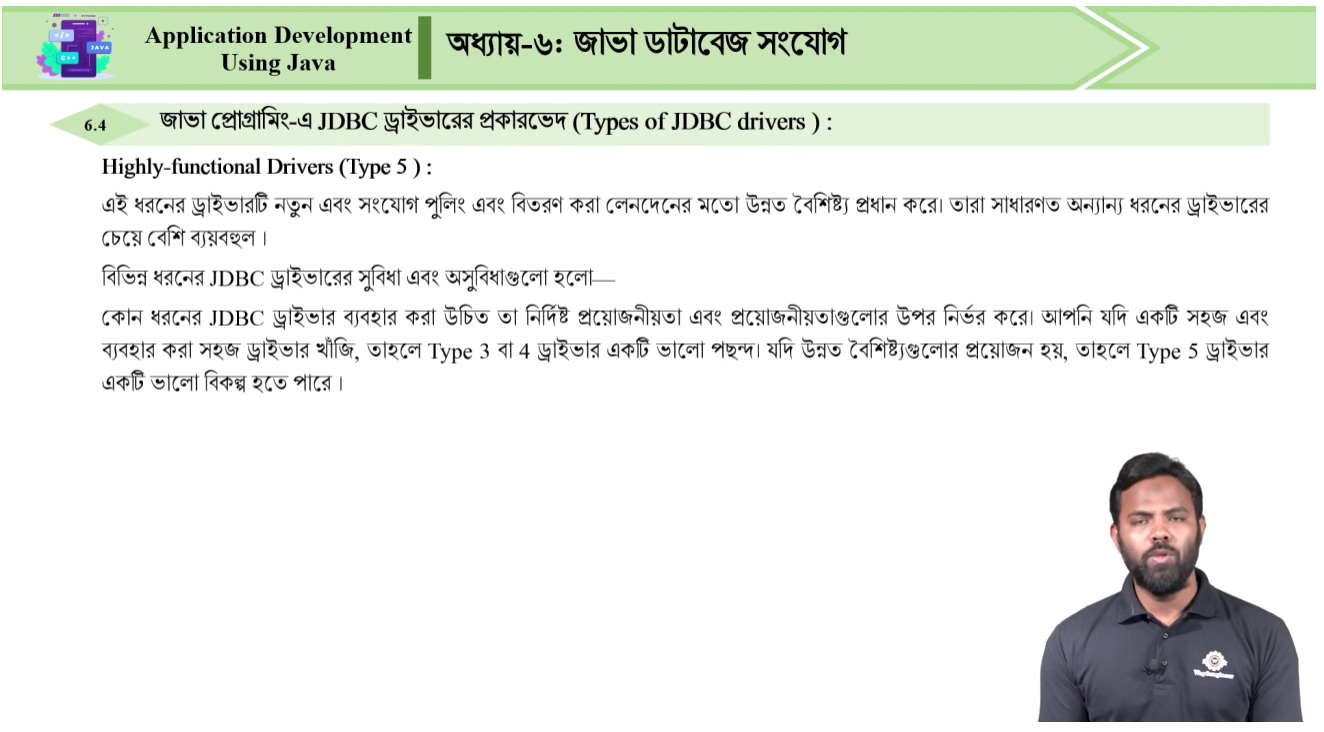 Application Development
Using Java
অধ্যায়-৬: জাভা ডাটাবেজ সংযোগ
JAVA
C++
</>
6.4
জাভা প্রোগ্রামিং-এ JDBC ড্রাইভারের প্রকারভেদ (Types of JDBC drivers ) :
Highly-functional Drivers (Type 5 ) :
এই ধরনের ড্রাইভারটি নতুন এবং সংযোগ পুলিং এবং বিতরণ করা লেনদেনের মতো উন্নত বৈশিষ্ট্য প্রধান করে। তারা সাধারণত অন্যান্য ধরনের ড্রাইভারের
চেয়ে বেশি ব্যয়বহুল।
বিভিন্ন ধরনের JDBC ড্রাইভারের সুবিধা এবং অসুবিধাগুলো হলো—
কোন ধরনের JDBC ড্রাইভার ব্যবহার করা উচিত তা নির্দিষ্ট প্রয়োজনীয়তা এবং প্রয়োজনীয়তাগুলোর উপর নির্ভর করে। আপনি যদি একটি সহজ এবং
ব্যবহার করা সহজ ড্রাইভার খাঁজি, তাহলে Type 3 বা 4 ড্রাইভার একটি ভালো পছন্দ। যদি উন্নত বৈশিষ্ট্যগুলোর প্রয়োজন হয়, তাহলে Type 5 ড্রাইভার
একটি ভালো বিকল্প হতে পারে।